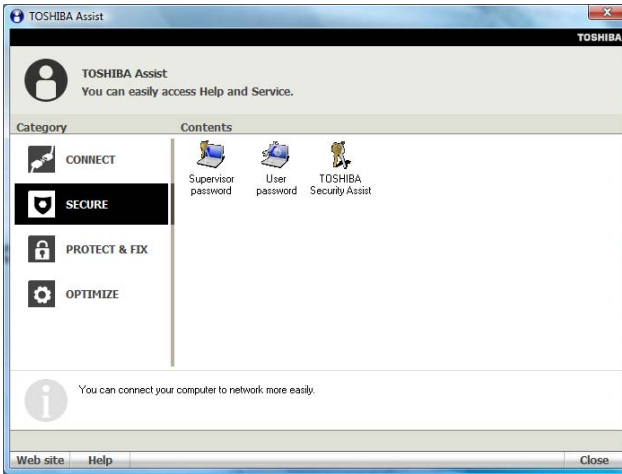 TOSHIBA Assist
TOSHIBA
TOSHIBA Assist
You can easily access Help and Service.
Category
Contents
CONNECT
SECURE
PROTECT & FIX
OPTIMIZE
Supervisor
password
User
password
TOSHIBA
Security Assist
You can connect your computer to network more easily.
Web site
Help
Close